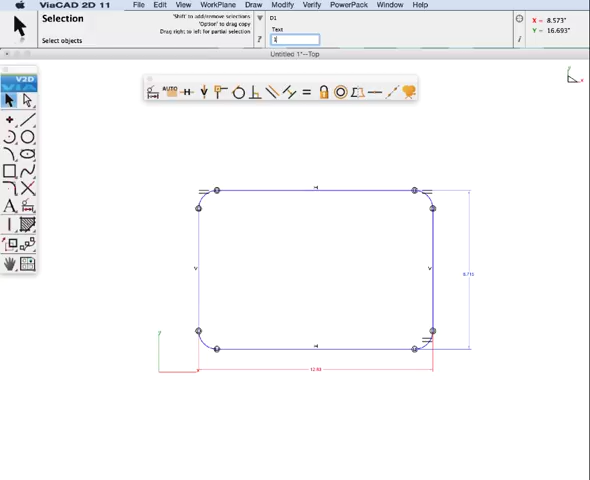 ViaCAD 2D 11 File Edit View WorkPlane Draw Modify Verify PowerPack Window Help
Selection
Select objects
'Shift' to add/remove selections
'Option' to drag copy
Drag right to left for partial selection
D1
Text
X = 8.573"
Y = 16.693"
Untitled 1"--Top
V2D
AUTO
H
V
V
H